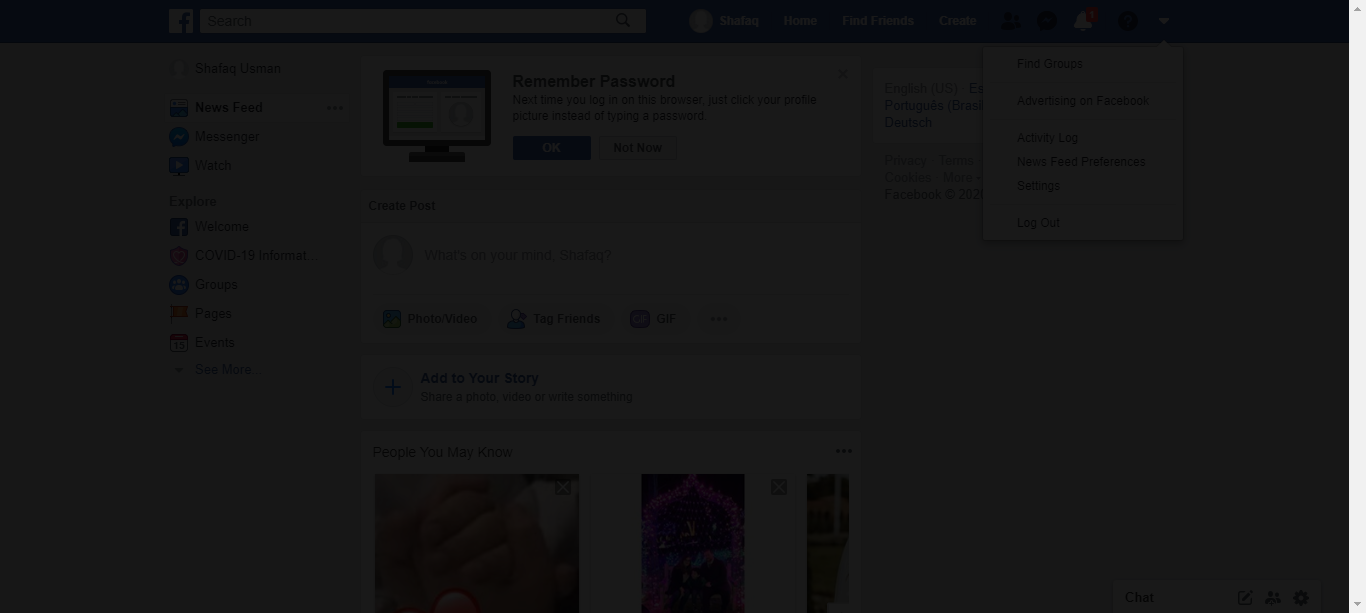 Search
Shafaq
Home
Find Friends
Create
1
Shafaq Usman
News Feed
Messenger
Watch
Explore
Welcome
COVID-19 Informat...
Groups
Pages
15
Events
See More...
Remember Password
Next time you log in on this browser, just click your profile
picture instead of typing a password.
OK
Not Now
Create Post
What's on your mind, Shafaq?
Photo/Video
Tag Friends
GIF
Add to Your Story
Share a photo, video or write something
People You May Know
English (US)
Português (Brasil
Deutsch
Privacy Terms
Cookies More
Facebook © 2020
Find Groups
Advertising on Facebook
Activity Log
News Feed Preferences
Settings
Log Out
Chat